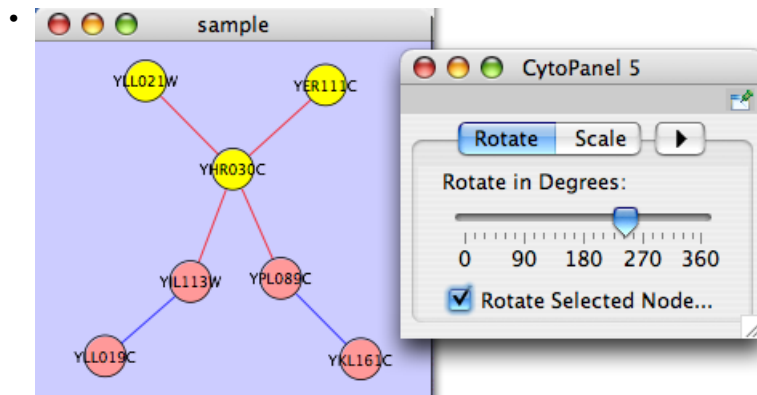 sample
YLL021W
YER111C
YHR030C
YIL113W
YPL089C
YLL019C
YKL161C
CytoPanel 5
Rotate
Scale
Rotate in Degrees:
0 90 180 270 360
Rotate Selected Node...